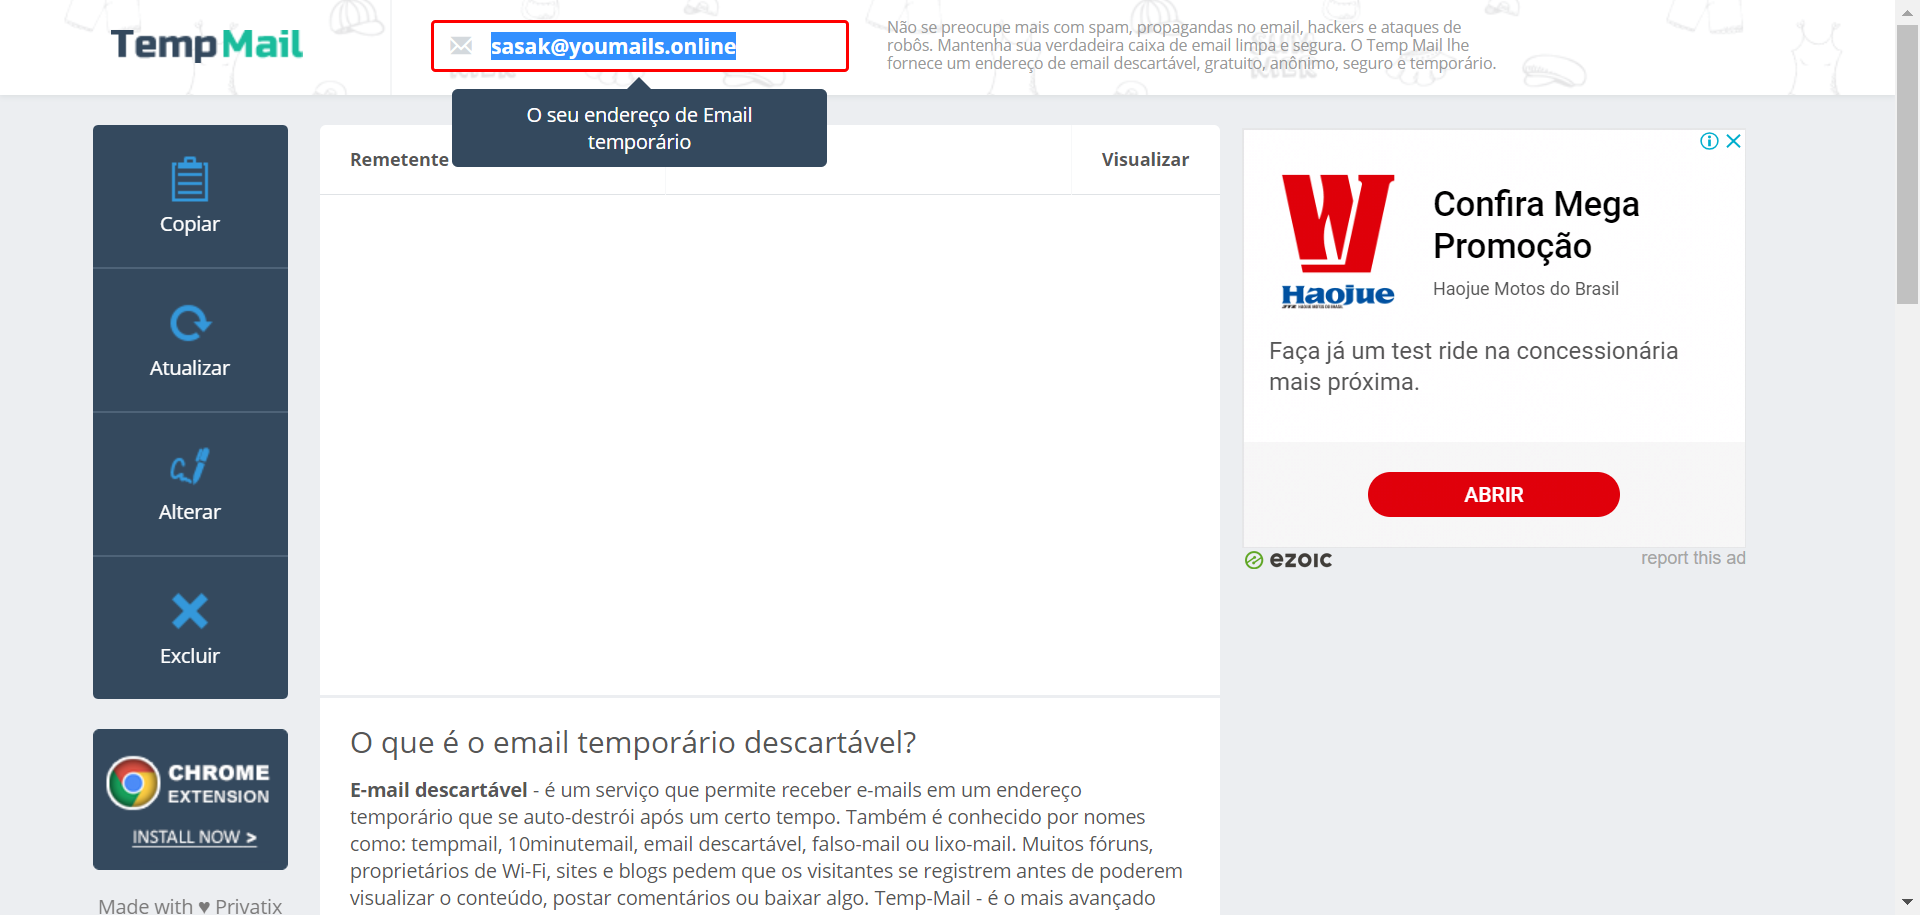 TempMail
sasak@youmails.online
Não se preocupe mais com spam, propagandas no email, hackers e ataques de
robôs. Mantenha sua verdadeira caixa de email limpa e segura. O Temp Mail lhe
fornece um endereço de email descartável, gratuito, anônimo, seguro e temporário.
O seu endereço de Email
temporário
Copiar
Atualizar
Alterar
Excluir
CHROME
EXTENSION
INSTALL NOW >
Made with ♥ Privatix
Remetente
Visualizar
O que é o email temporário descartável?
E-mail descartável - é um serviço que permite receber e-mails em um endereço
temporário que se auto-destrói após um certo tempo. Também é conhecido por nomes
como: tempmail, 10minutemail, email descartável, falso-mail ou lixo-mail. Muitos fóruns,
proprietários de Wi-Fi, sites e blogs pedem que os visitantes se registrem antes de poderem
visualizar o conteúdo, postar comentários ou baixar algo. Temp-Mail - é o mais avançado
Haojue
Confira Mega
Promoção
Haojue Motos do Brasil
Faça já um test ride na concessionária
mais próxima.
ABRIR
ezoic
report this ad